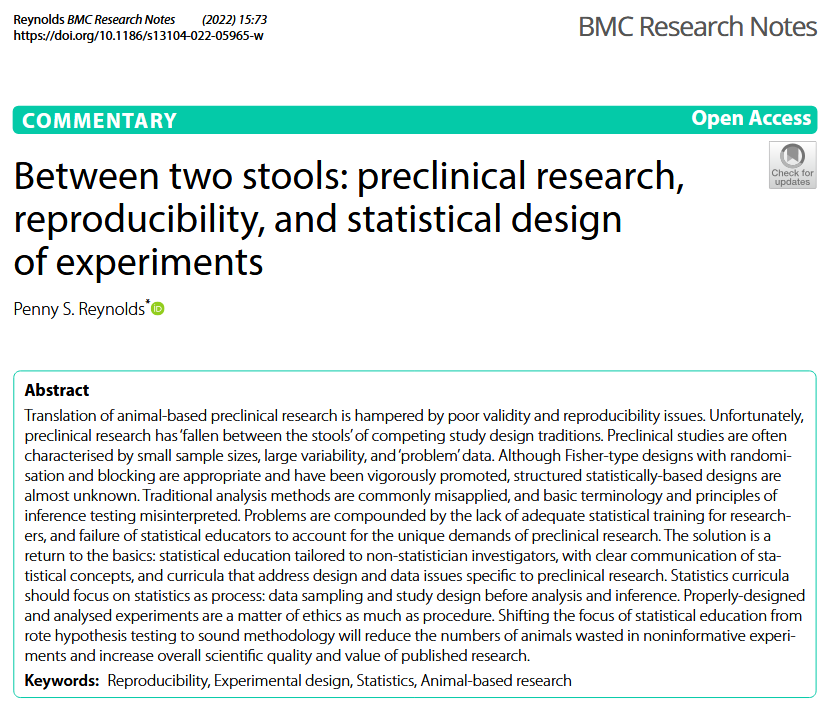 Reynolds BMC Research Notes (2022) 15:73
https://doi.org/10.1186/s13104-022-05965-w
BMC Research Notes
COMMENTARY
Open Access
Check for
updates
Between two stools: preclinical research,
reproducibility, and statistical design
of experiments
Penny S. Reynolds*
iD
Abstract
Translation of animal-based preclinical research is hampered by poor validity and reproducibility issues. Unfortunately,
preclinical research has ‘fallen between the stools’ of competing study design traditions. Preclinical studies are often
characterised by small sample sizes, large variability, and ‘problem’ data. Although Fisher-type designs with randomi-
sation and blocking are appropriate and have been vigorously promoted, structured statistically-based designs are
almost unknown. Traditional analysis methods are commonly misapplied, and basic terminology and principles of
inference testing misinterpreted. Problems are compounded by the lack of adequate statistical training for research-
ers, and failure of statistical educators to account for the unique demands of preclinical research. The solution is a
return to the basics: statistical education tailored to non-statistician investigators, with clear communication of sta-
tistical concepts, and curricula that address design and data issues specific to preclinical research. Statistics curricula
should focus on statistics as process: data sampling and study design before analysis and inference. Properly-designed
and analysed experiments are a matter of ethics as much as procedure. Shifting the focus of statistical education from
rote hypothesis testing to sound methodology will reduce the numbers of animals wasted in noninformative experi-
ments and increase overall scientific quality and value of published research.
Keywords: Reproducibility, Experimental design, Statistics, Animal-based research